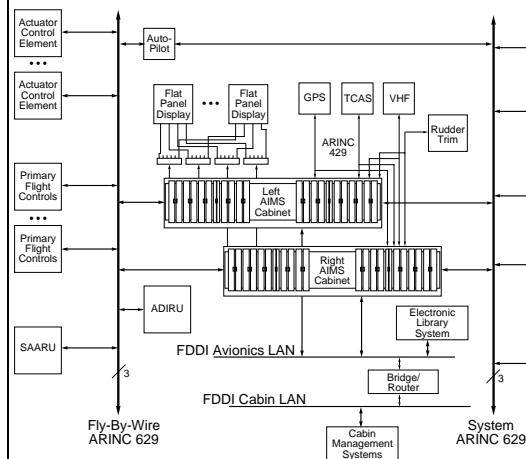 Actuator
Control
Element
Auto-
Pilot
•••
Actuator
Control
Element
Flat
Panel
Display
•••
Flat
Panel
Display
GPS
TCAS
VHF
ARINC
429
Rudder
Trim
Primary
Flight
Controls
•••
Primary
Flight
Controls
Left
AIMS
Cabinet
Right
AIMS
Cabinet
ADIRU
SAARU
Electronic
Library
System
FDDI Avionics LAN
Bridge/
Router
3
3
FDDI Cabin LAN
Fly-By-Wire
ARINC 629
Cabin
Management
Systems
System
ARINC 629